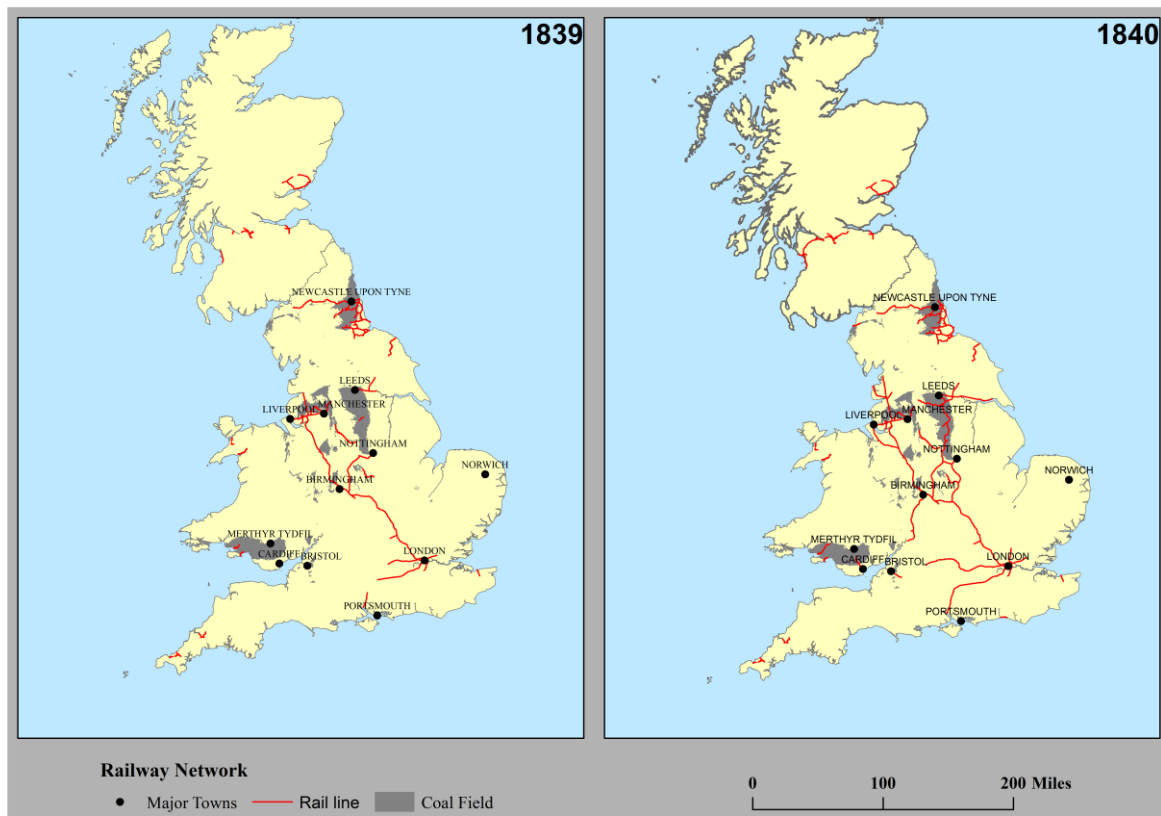 1839
NEWCASTLE UPON TYNE
LEEDS
LIVERPOOL
MANCHESTER
NOTTINGHAM
NORWICH
BIRMINGHAM
MERTHYR TYDFIL
CARDIFF
BRISTOL
LONDON
PORTSMOUTH
1840
NEWCASTLE UPON TYNE
LEEDS
LIVERPOOL
MANCHESTER
NOTTINGHAM
NORWICH
BIRMINGHAM
MERTHYR TYDFIL
CARDIFF
BRISTOL
LONDON
PORTSMOUTH
Railway Network
Major Towns
Rail line
Coal Field
0 100 200 Miles